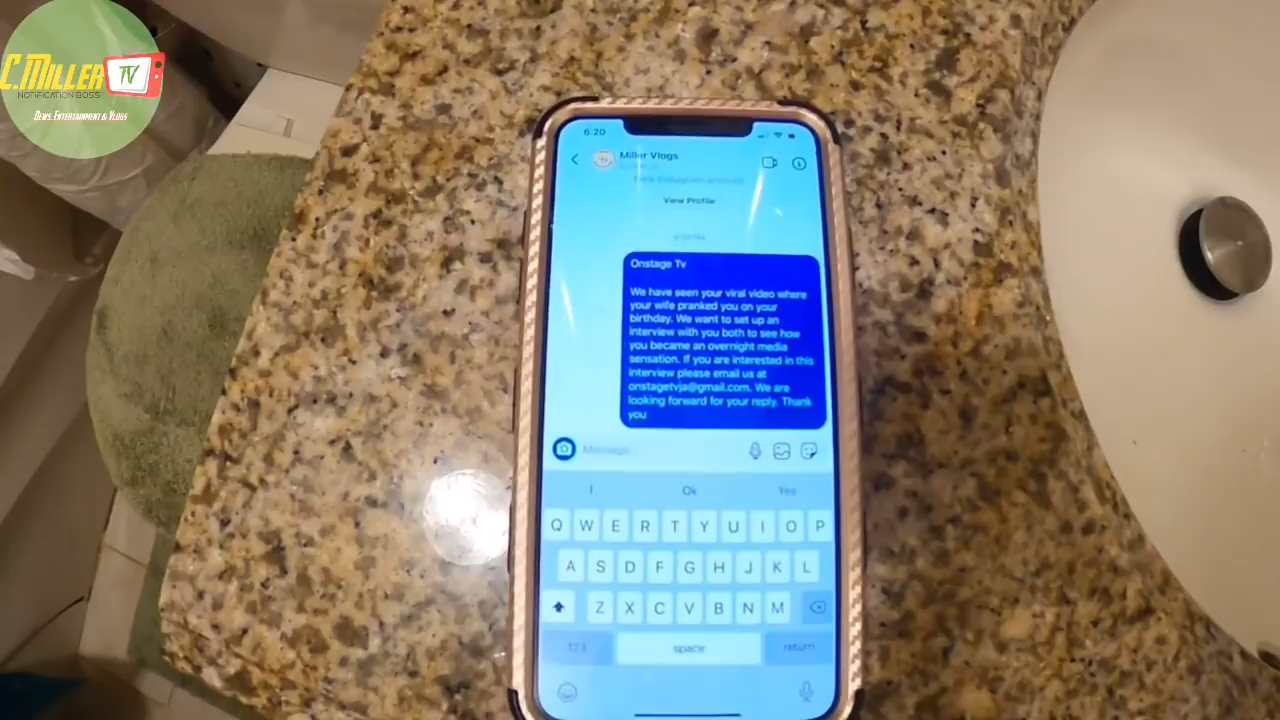 C.MILLER TV
NOTIFICATION BOSS
News, Entertainment & Vlogs
6:20
Miller Vlogs
View Profile
Onstage Tv
We have seen your viral video where
your wife pranked you on your
birthday. We want to set up an
interview with you both to see how
you became an overnight media
sensation. If you are interested in this
interview please email us at
onstagetvja@gmail.com. We are
looking forward for your reply. Thank
you
Message...
I Ok Yes
Q W E R T Y U I O P
A S D F G H J K L
Z X C V B N M
123 space return